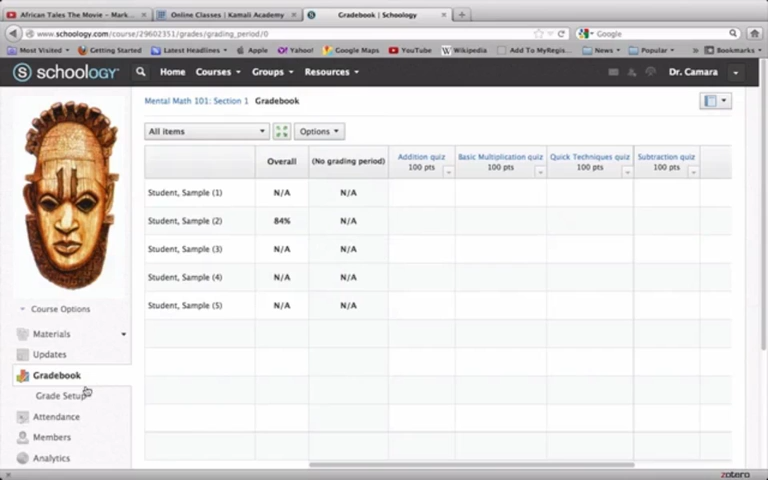 African Tales The Movie – Mark...
Online Classes | Kamali Academy
Gradebook | Schoology
www.schoology.com/course/29602351/grades/grading_period/0
Google
Most Visited
Getting Started
Latest Headlines
Apple
Yahoo!
Google Maps
YouTube
Wikipedia
Add To MyRegis...
News
Popular
Bookmarks
S schoology
Home
Courses
Groups
Resources
Dr. Camara
Mental Math 101: Section 1 Gradebook
All items
Options
Overall
(No grading period)
Addition quiz
100 pts
Basic Multiplication quiz
100 pts
Quick Techniques quiz
100 pts
Subtraction quiz
100 pts
Student, Sample (1) N/A N/A
Student, Sample (2) 84% N/A
Student, Sample (3) N/A N/A
Student, Sample (4) N/A N/A
Student, Sample (5) N/A N/A
Course Options
Materials
Updates
Gradebook
Grade Setup
Attendance
Members
Analytics
zotero